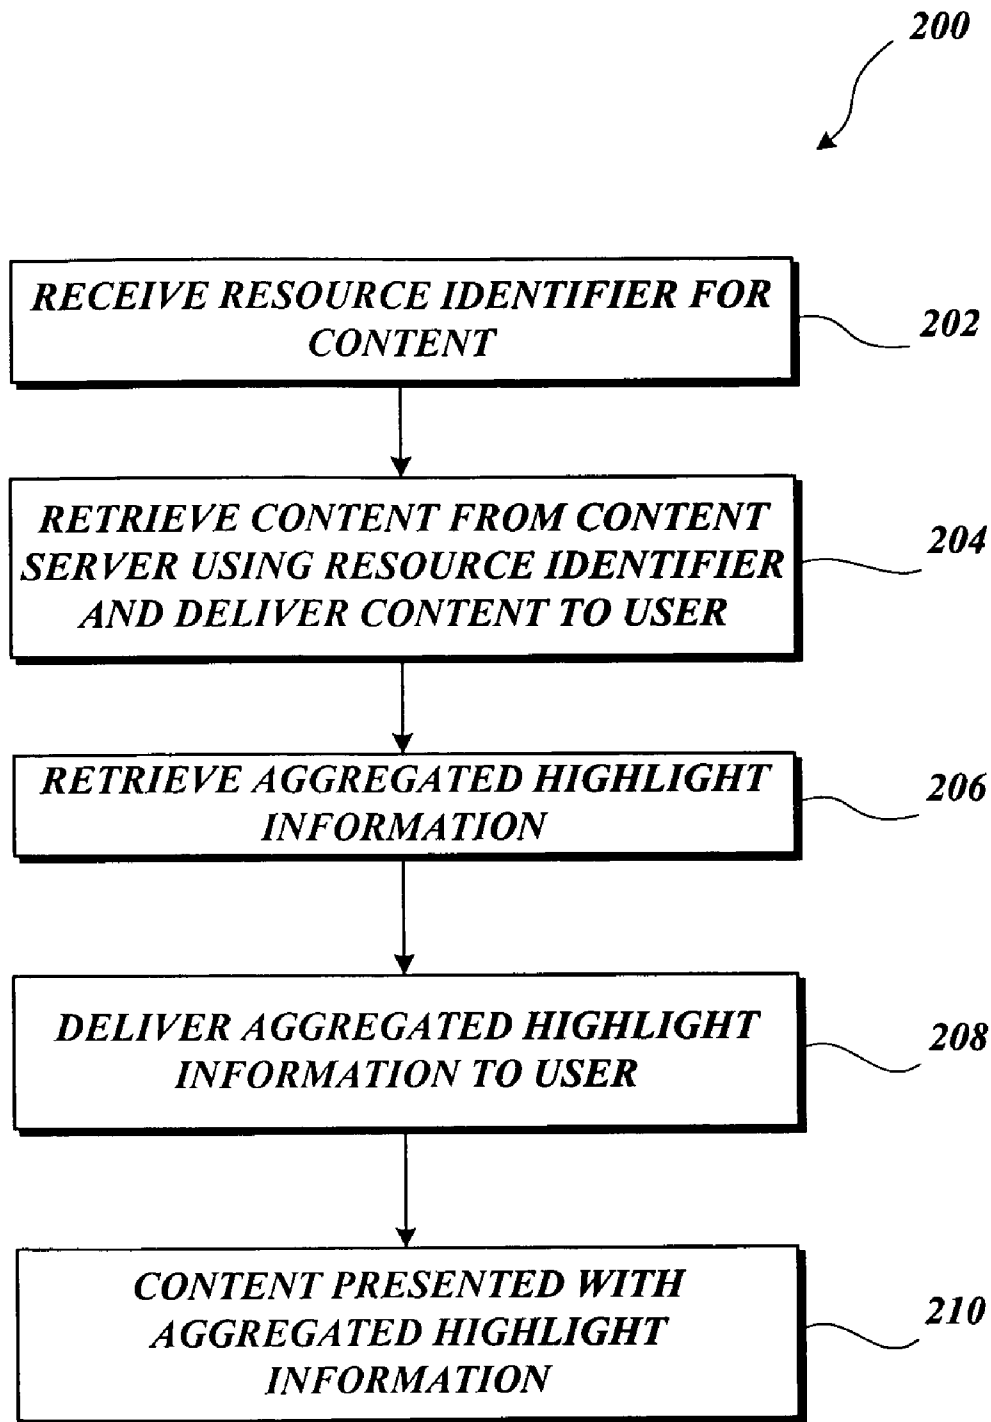 200
RECEIVE RESOURCE IDENTIFIER FOR
CONTENT
202
RETRIEVE CONTENT FROM CONTENT
SERVER USING RESOURCE IDENTIFIER
AND DELIVER CONTENT TO USER
204
RETRIEVE AGGREGATED HIGHLIGHT
INFORMATION
206
DELIVER AGGREGATED HIGHLIGHT
INFORMATION TO USER
208
CONTENT PRESENTED WITH
AGGREGATED HIGHLIGHT
INFORMATION
210